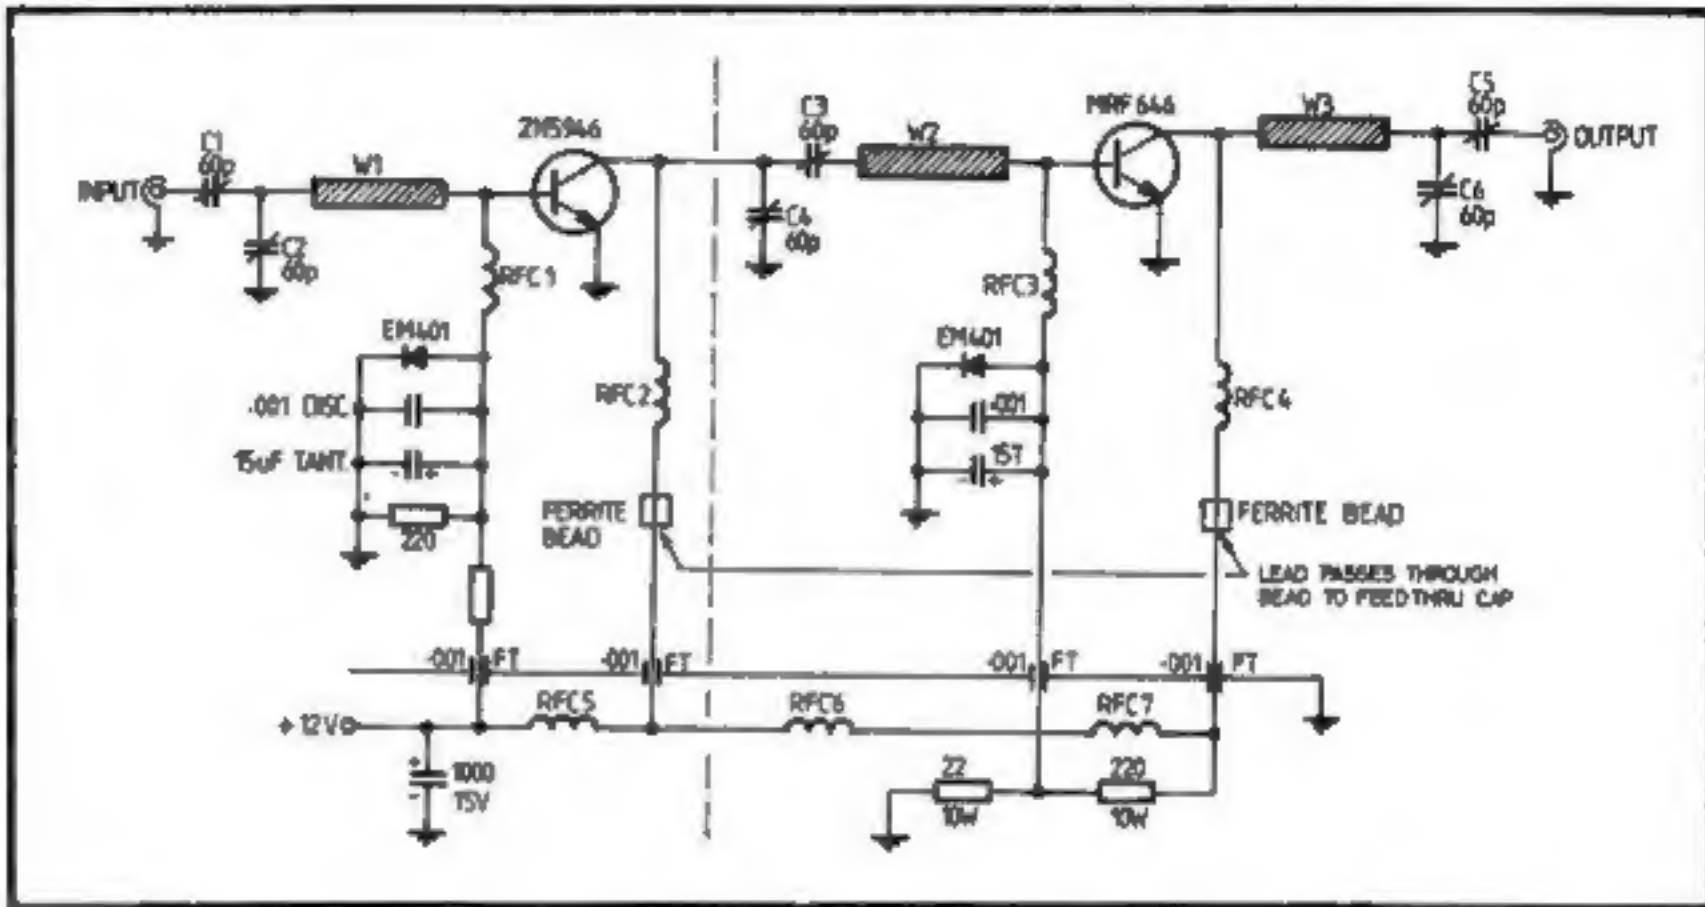 C1
60p
INPUT
C2
60p
W1
2N5946
RFC1
EM401
.001 DISC
15uF TANT.
- +
220
RFC2
FERRITE
BEAD
C3
60p
C4
60p
W2
MRF646
RFC3
EM401
.001
15T
- +
W3
C5
60p
OUTPUT
C6
60p
RFC4
FERRITE BEAD
LEAD PASSES THROUGH
BEAD TO FEEDTHRU CAP
.001 FT
.001 FT
.001 FT
.001 FT
RFC5
RFC6
RFC7
+12V
+
-
1000
15V
22
10W
220
10W